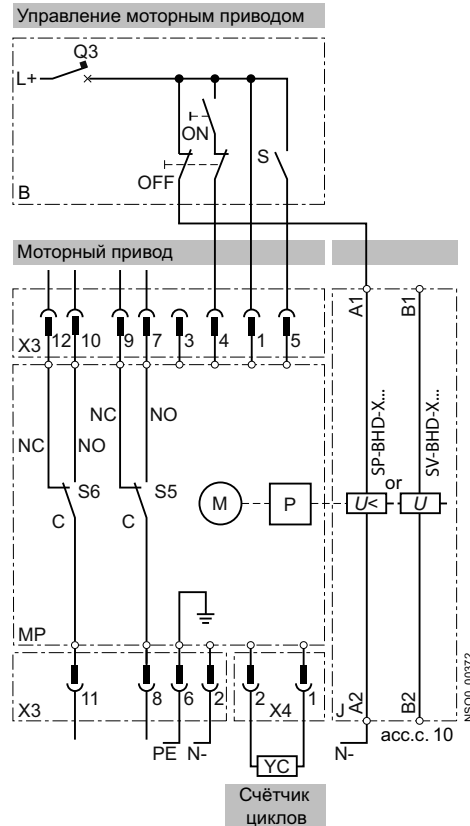 Управление моторным приводом
Q3
L+
ON
OFF
S
B
Моторный привод
A1
B1
X3
12
10
9
7
3
4
1
5
SP-BHD-X...
SV-BHD-X...
NC
NO
NC
NO
or
S6
S5
M
P
U<
U
C
C
MP
X3
11
8
6
2
2
X4
1
J
A2
B2
NSO0_00372
PE
N-
N-
acc.c. 10
YC
Счётчик
циклов